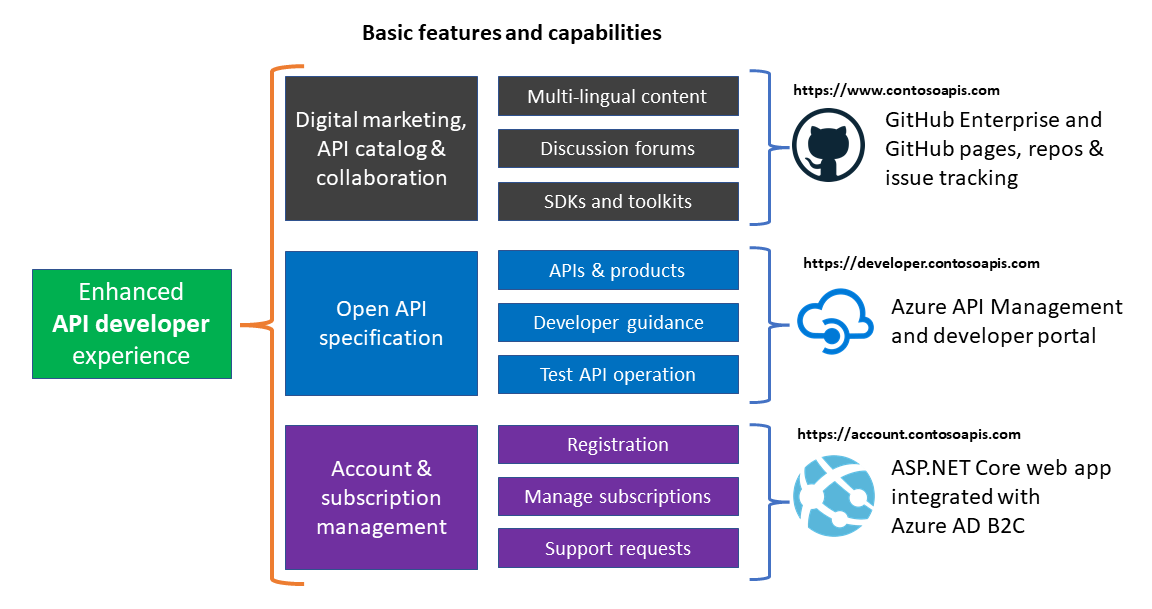 Basic features and capabilities
Enhanced
API developer
experience
Digital marketing,
API catalog &
collaboration
Multi-lingual content
Discussion forums
SDKs and toolkits
https://www.contosoapis.com
GitHub Enterprise and
GitHub pages, repos &
issue tracking
Open API
specification
APIs & products
Developer guidance
Test API operation
https://developer.contosoapis.com
Azure API Management
and developer portal
Account &
subscription
management
Registration
Manage subscriptions
Support requests
https://account.contosoapis.com
ASP.NET Core web app
integrated with
Azure AD B2C